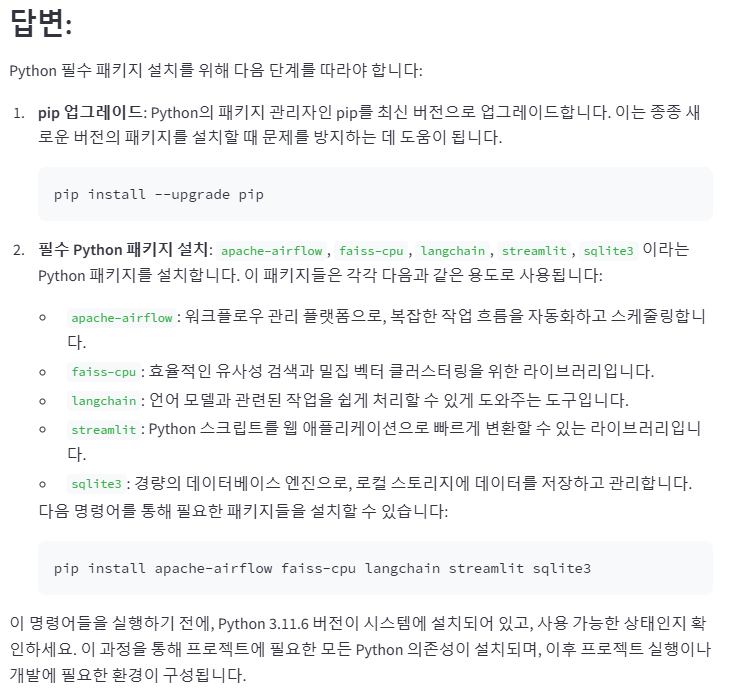 답변:
Python 필수 패키지 설치를 위해 다음 단계를 따라야 합니다:
1. pip 업그레이드: Python의 패키지 관리자인 pip를 최신 버전으로 업그레이드합니다. 이는 종종 새
로운 버전의 패키지를 설치할 때 문제를 방지하는 데 도움이 됩니다.
pip install --upgrade pip
2. 필수 Python 패키지 설치: apache-airflow, faiss-cpu, langchain, streamlit, sqlite3 이라는
Python 패키지를 설치합니다. 이 패키지들은 각각 다음과 같은 용도로 사용됩니다:
◦ apache-airflow : 워크플로우 관리 플랫폼으로, 복잡한 작업 흐름을 자동화하고 스케줄링합니
다.
◦ faiss-cpu : 효율적인 유사성 검색과 밀집 벡터 클러스터링을 위한 라이브러리입니다.
◦ langchain : 언어 모델과 관련된 작업을 쉽게 처리할 수 있게 도와주는 도구입니다.
◦ streamlit : Python 스크립트를 웹 애플리케이션으로 빠르게 변환할 수 있는 라이브러리입니
다.
◦ sqlite3 : 경량의 데이터베이스 엔진으로, 로컬 스토리지에 데이터를 저장하고 관리합니다.
다음 명령어를 통해 필요한 패키지들을 설치할 수 있습니다:
pip install apache-airflow faiss-cpu langchain streamlit sqlite3
이 명령어들을 실행하기 전에, Python 3.11.6 버전이 시스템에 설치되어 있고, 사용 가능한 상태인지 확
인하세요. 이 과정을 통해 프로젝트에 필요한 모든 Python 의존성이 설치되며, 이후 프로젝트 실행이나
개발에 필요한 환경이 구성됩니다.